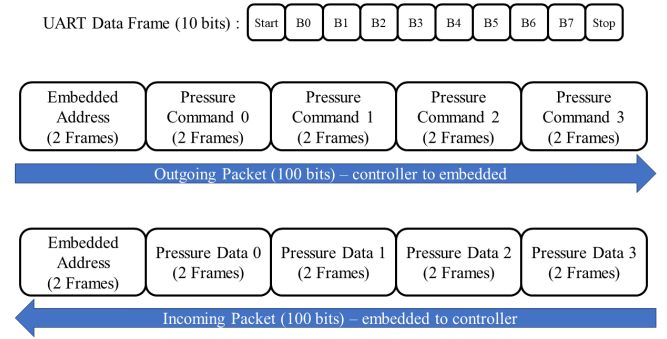 UART Data Frame (10 bits) : Start B0 B1 B2 B3 B4 B5 B6 B7 Stop
Embedded
Address
(2 Frames)
Pressure
Command 0
(2 Frames)
Pressure
Command 1
(2 Frames)
Pressure
Command 2
(2 Frames)
Pressure
Command 3
(2 Frames)
Outgoing Packet (100 bits) – controller to embedded
Embedded
Address
(2 Frames)
Pressure Data 0
(2 Frames)
Pressure Data 1
(2 Frames)
Pressure Data 2
(2 Frames)
Pressure Data 3
(2 Frames)
Incoming Packet (100 bits) – embedded to controller